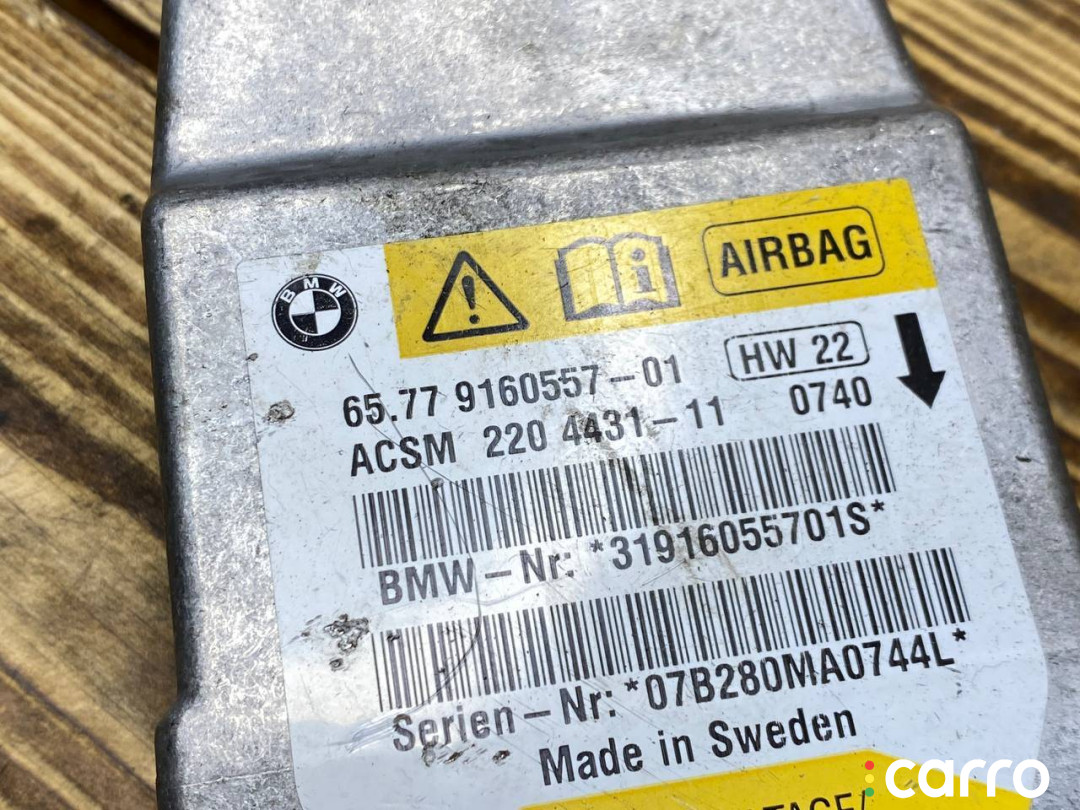 BMW
AIRBAG
65.77 9160557-01
HW 22
ACSM 220 4431-11
0740
BMW-Nr: *31916055701S*
Serien-Nr: *07B280MA0744L*
Made in Sweden
carro